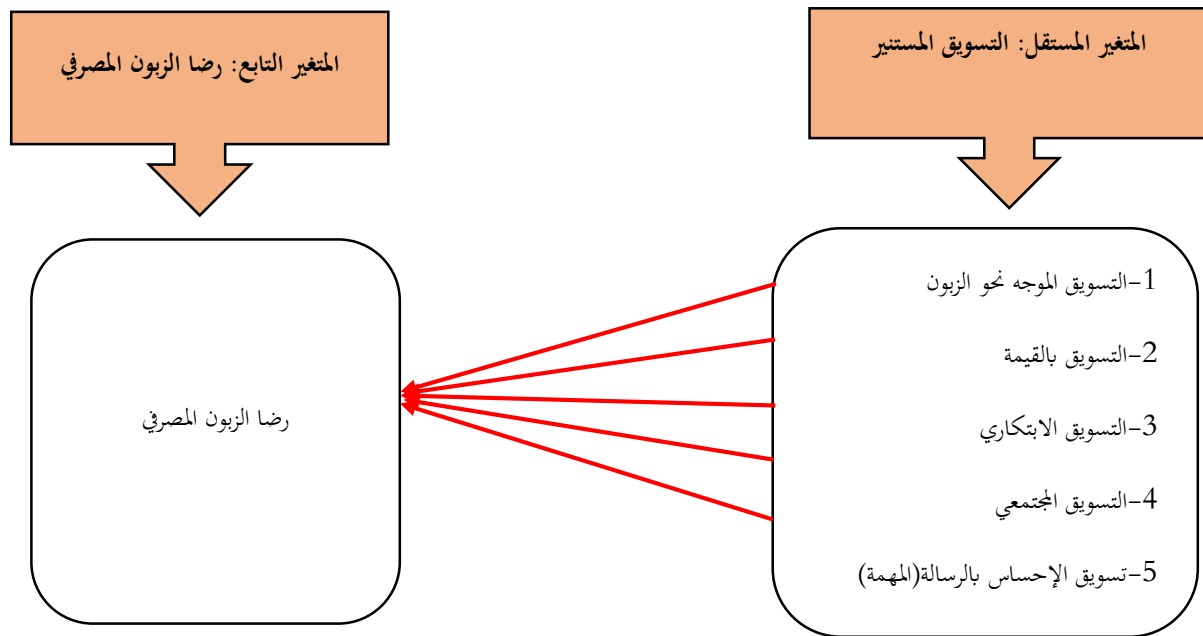 المتغير المستقل: التسويق المستنير
المتغير التابع: رضا الزبون المصرفي
1-التسويق الموجه نحو الزبون
2-التسويق بالقيمة
3-التسويق الابتكاري
4-التسويق المجتمعي
5-تسويق الإحساس بالرسالة(المهمة)
رضا الزبون المصرفي